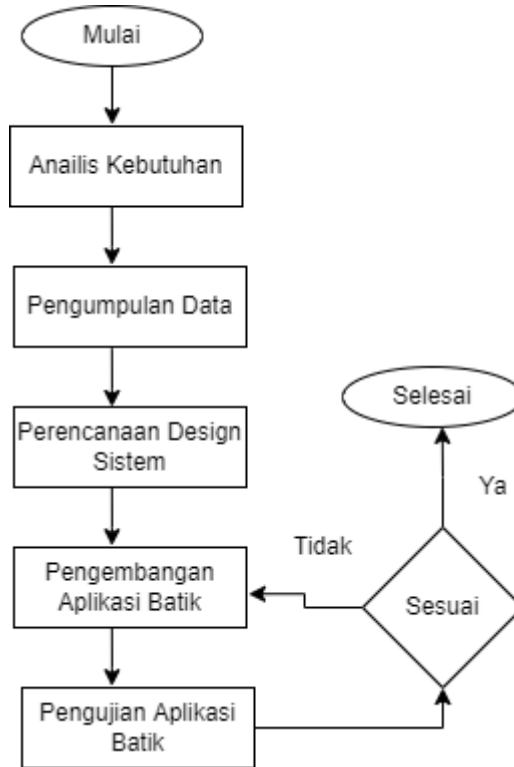 Mulai
Anailis Kebutuhan
Pengumpulan Data
Perencanaan Design
Sistem
Pengembangan
Aplikasi Batik
Pengujian Aplikasi
Batik
Sesuai
Tidak
Ya
Selesai